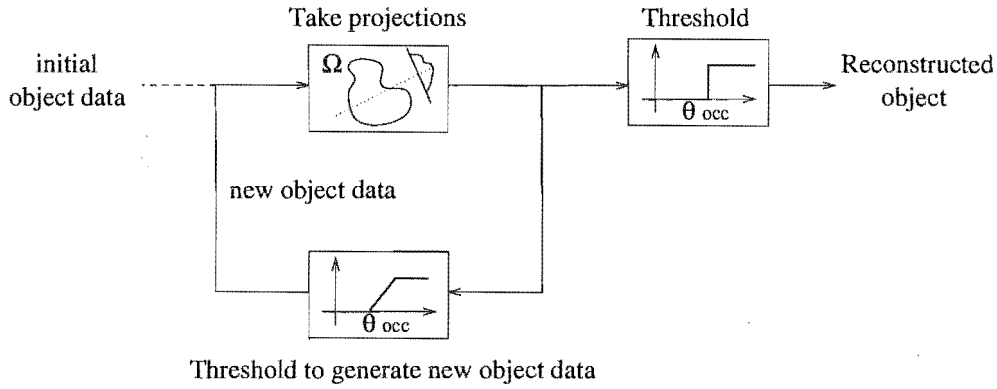 Take projections
Threshold
initial
object data
Ω
θ occ
Reconstructed
object
new object data
θ occ
Threshold to generate new object data